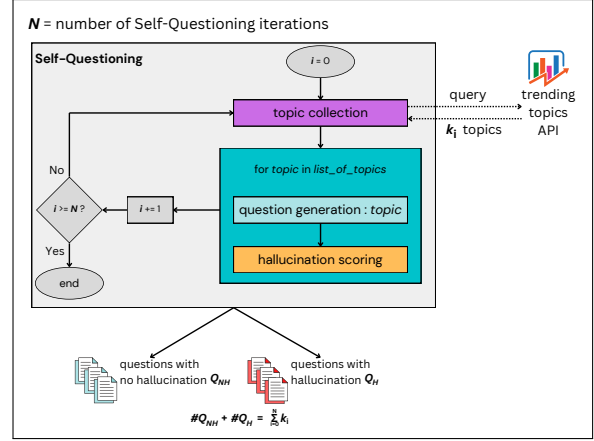 N = number of Self-Questioning iterations
Self-Questioning
i = 0
topic collection
query
k_i topics
trending
topics
API
for topic in list_of_topics
question generation : topic
hallucination scoring
i += 1
No
i >= N ?
Yes
end
questions with
no hallucination Q_NH
questions with
hallucination Q_H
#Q_NH + #Q_H = ∑_{i=0}^{N} k_i